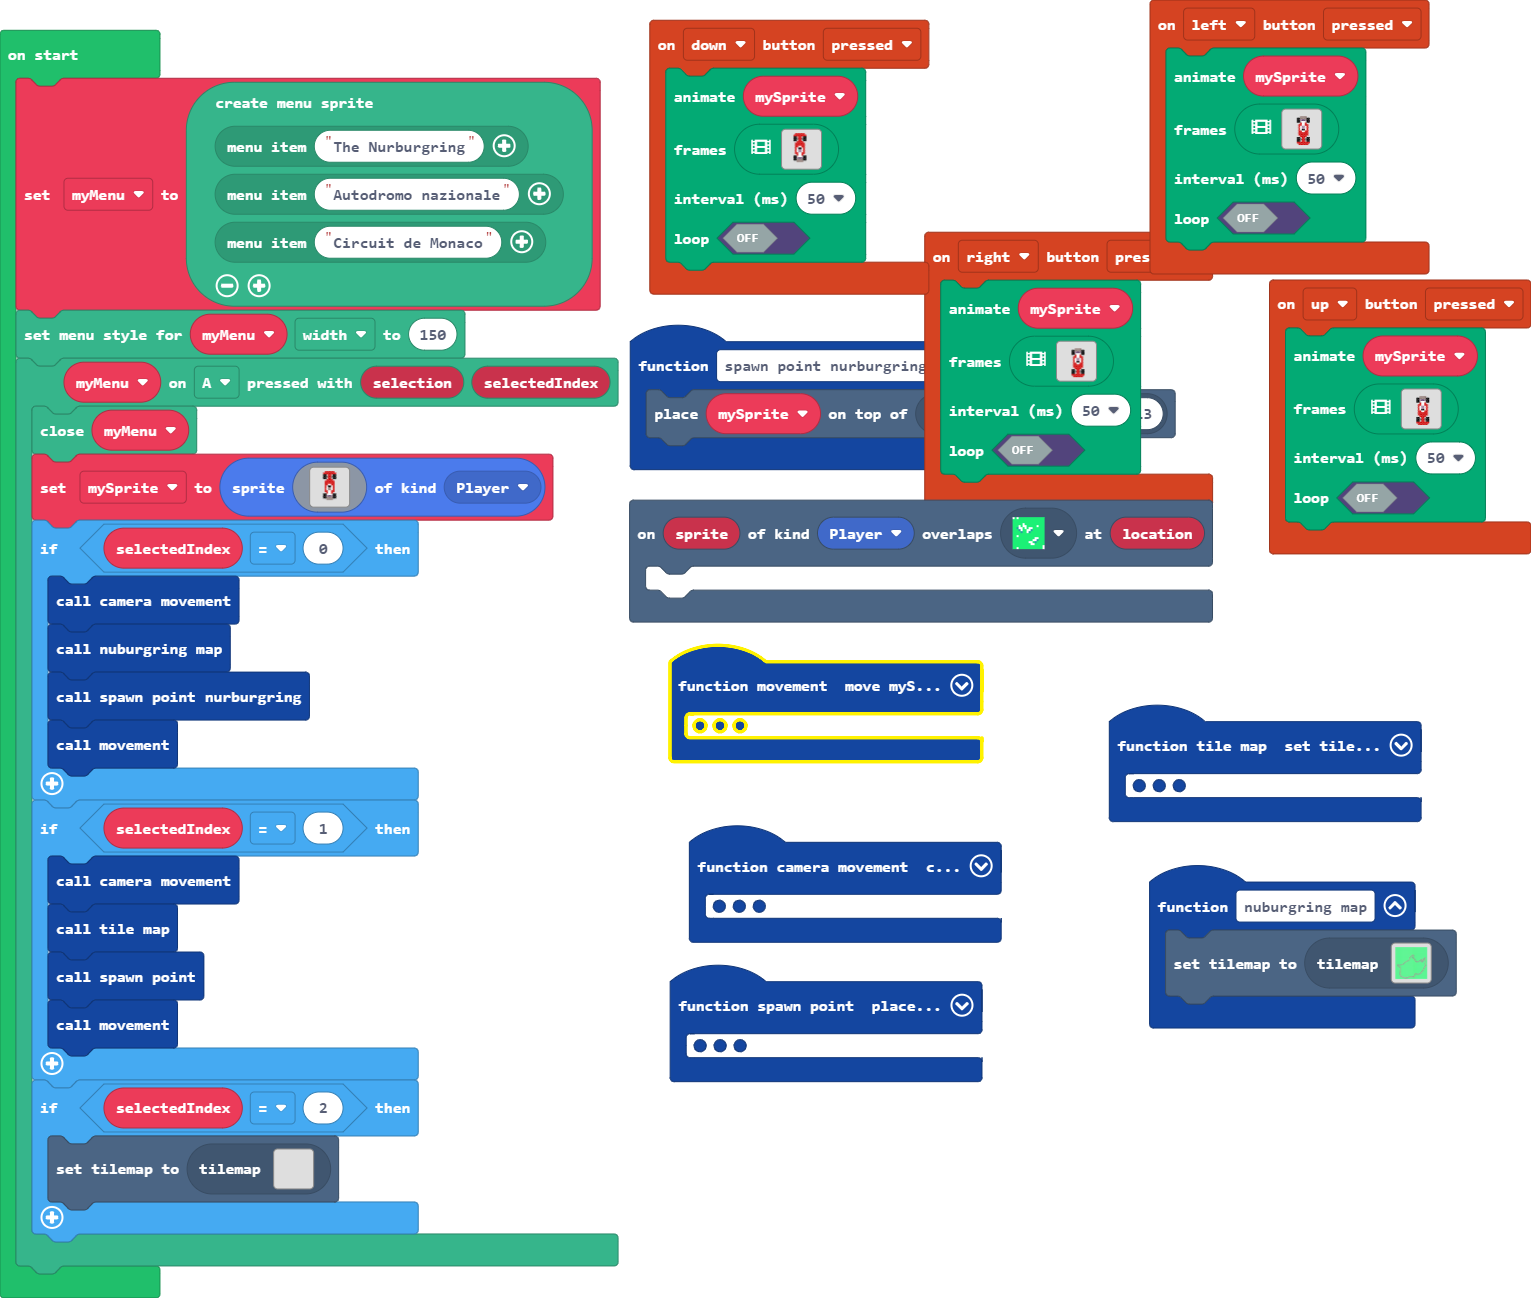 on start
set myMenu to
create menu sprite
menu item "The Nurburgring"
menu item "Autodromo nazionale"
menu item "Circuit de Monaco"
set menu style for myMenu width to 150
myMenu on A pressed with selection selectedIndex
close myMenu
set mySprite to sprite of kind Player
if selectedIndex = 0 then
call camera movement
call nuburgring map
call spawn point nurburgring
call movement
if selectedIndex = 1 then
call camera movement
call tile map
call spawn point
call movement
if selectedIndex = 2 then
set tilemap to tilemap
on down button pressed
animate mySprite
frames
interval (ms) 50
loop OFF
function spawn point nurburgring
place mySprite on top of
on right button pres
animate mySprite
frames
interval (ms) 50
loop OFF
on left button pressed
animate mySprite
frames
interval (ms) 50
loop OFF
on up button pressed
animate mySprite
frames
interval (ms) 50
loop OFF
on sprite of kind Player overlaps at location
function movement move myS...
function camera movement c...
function spawn point place...
function tile map set tile...
function nuburgring map
set tilemap to tilemap